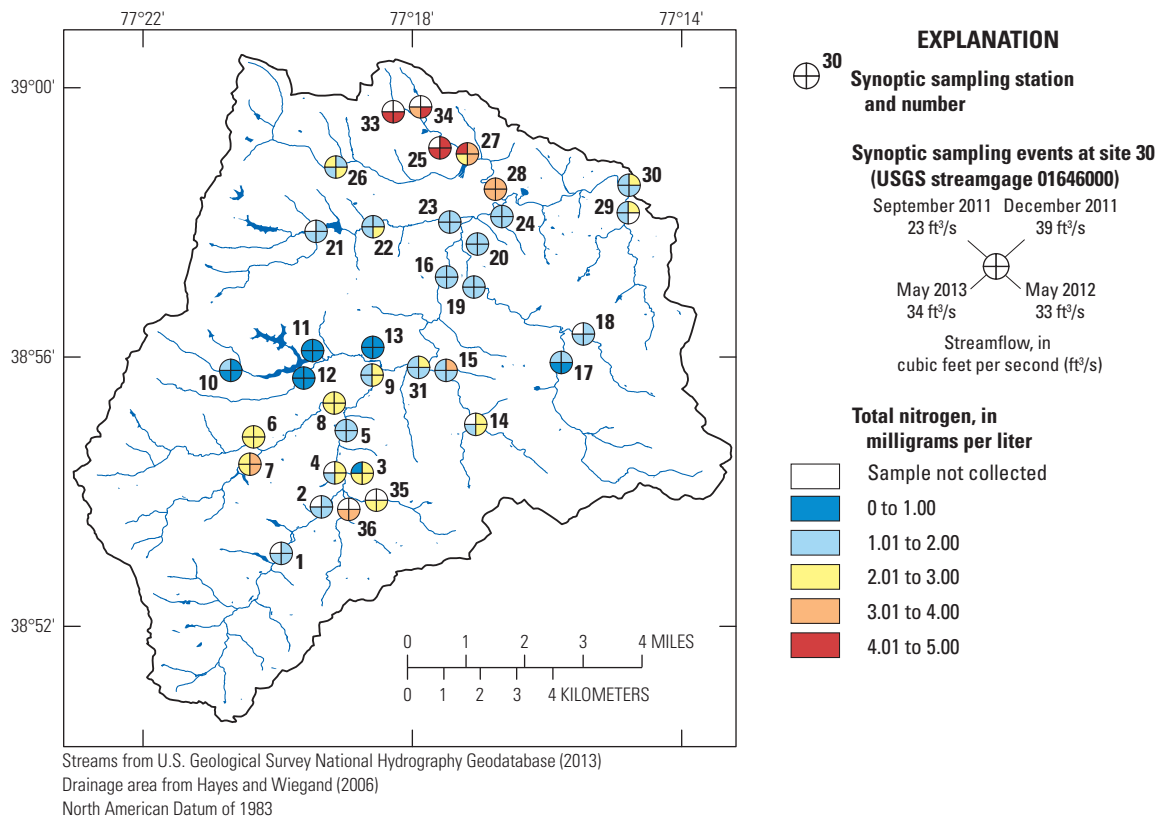 77°22'
77°18'
77°14'
39°00'
38°56'
38°52'
33
34
25
27
26
28
30
29
23
24
21
22
20
16
19
18
11
13
10
12
9
31
15
17
8
14
6
5
7
4
3
2
35
36
1
0 1 2 3 4 MILES
0 1 2 3 4 KILOMETERS
Streams from U.S. Geological Survey National Hydrography Geodatabase (2013)
Drainage area from Hayes and Wiegand (2006)
North American Datum of 1983
EXPLANATION
30
Synoptic sampling station
and number
Synoptic sampling events at site 30
(USGS streamgage 01646000)
September 2011 December 2011
23 ft³/s 39 ft³/s
May 2013 May 2012
34 ft³/s 33 ft³/s
Streamflow, in
cubic feet per second (ft³/s)
Total nitrogen, in
milligrams per liter
Sample not collected
0 to 1.00
1.01 to 2.00
2.01 to 3.00
3.01 to 4.00
4.01 to 5.00